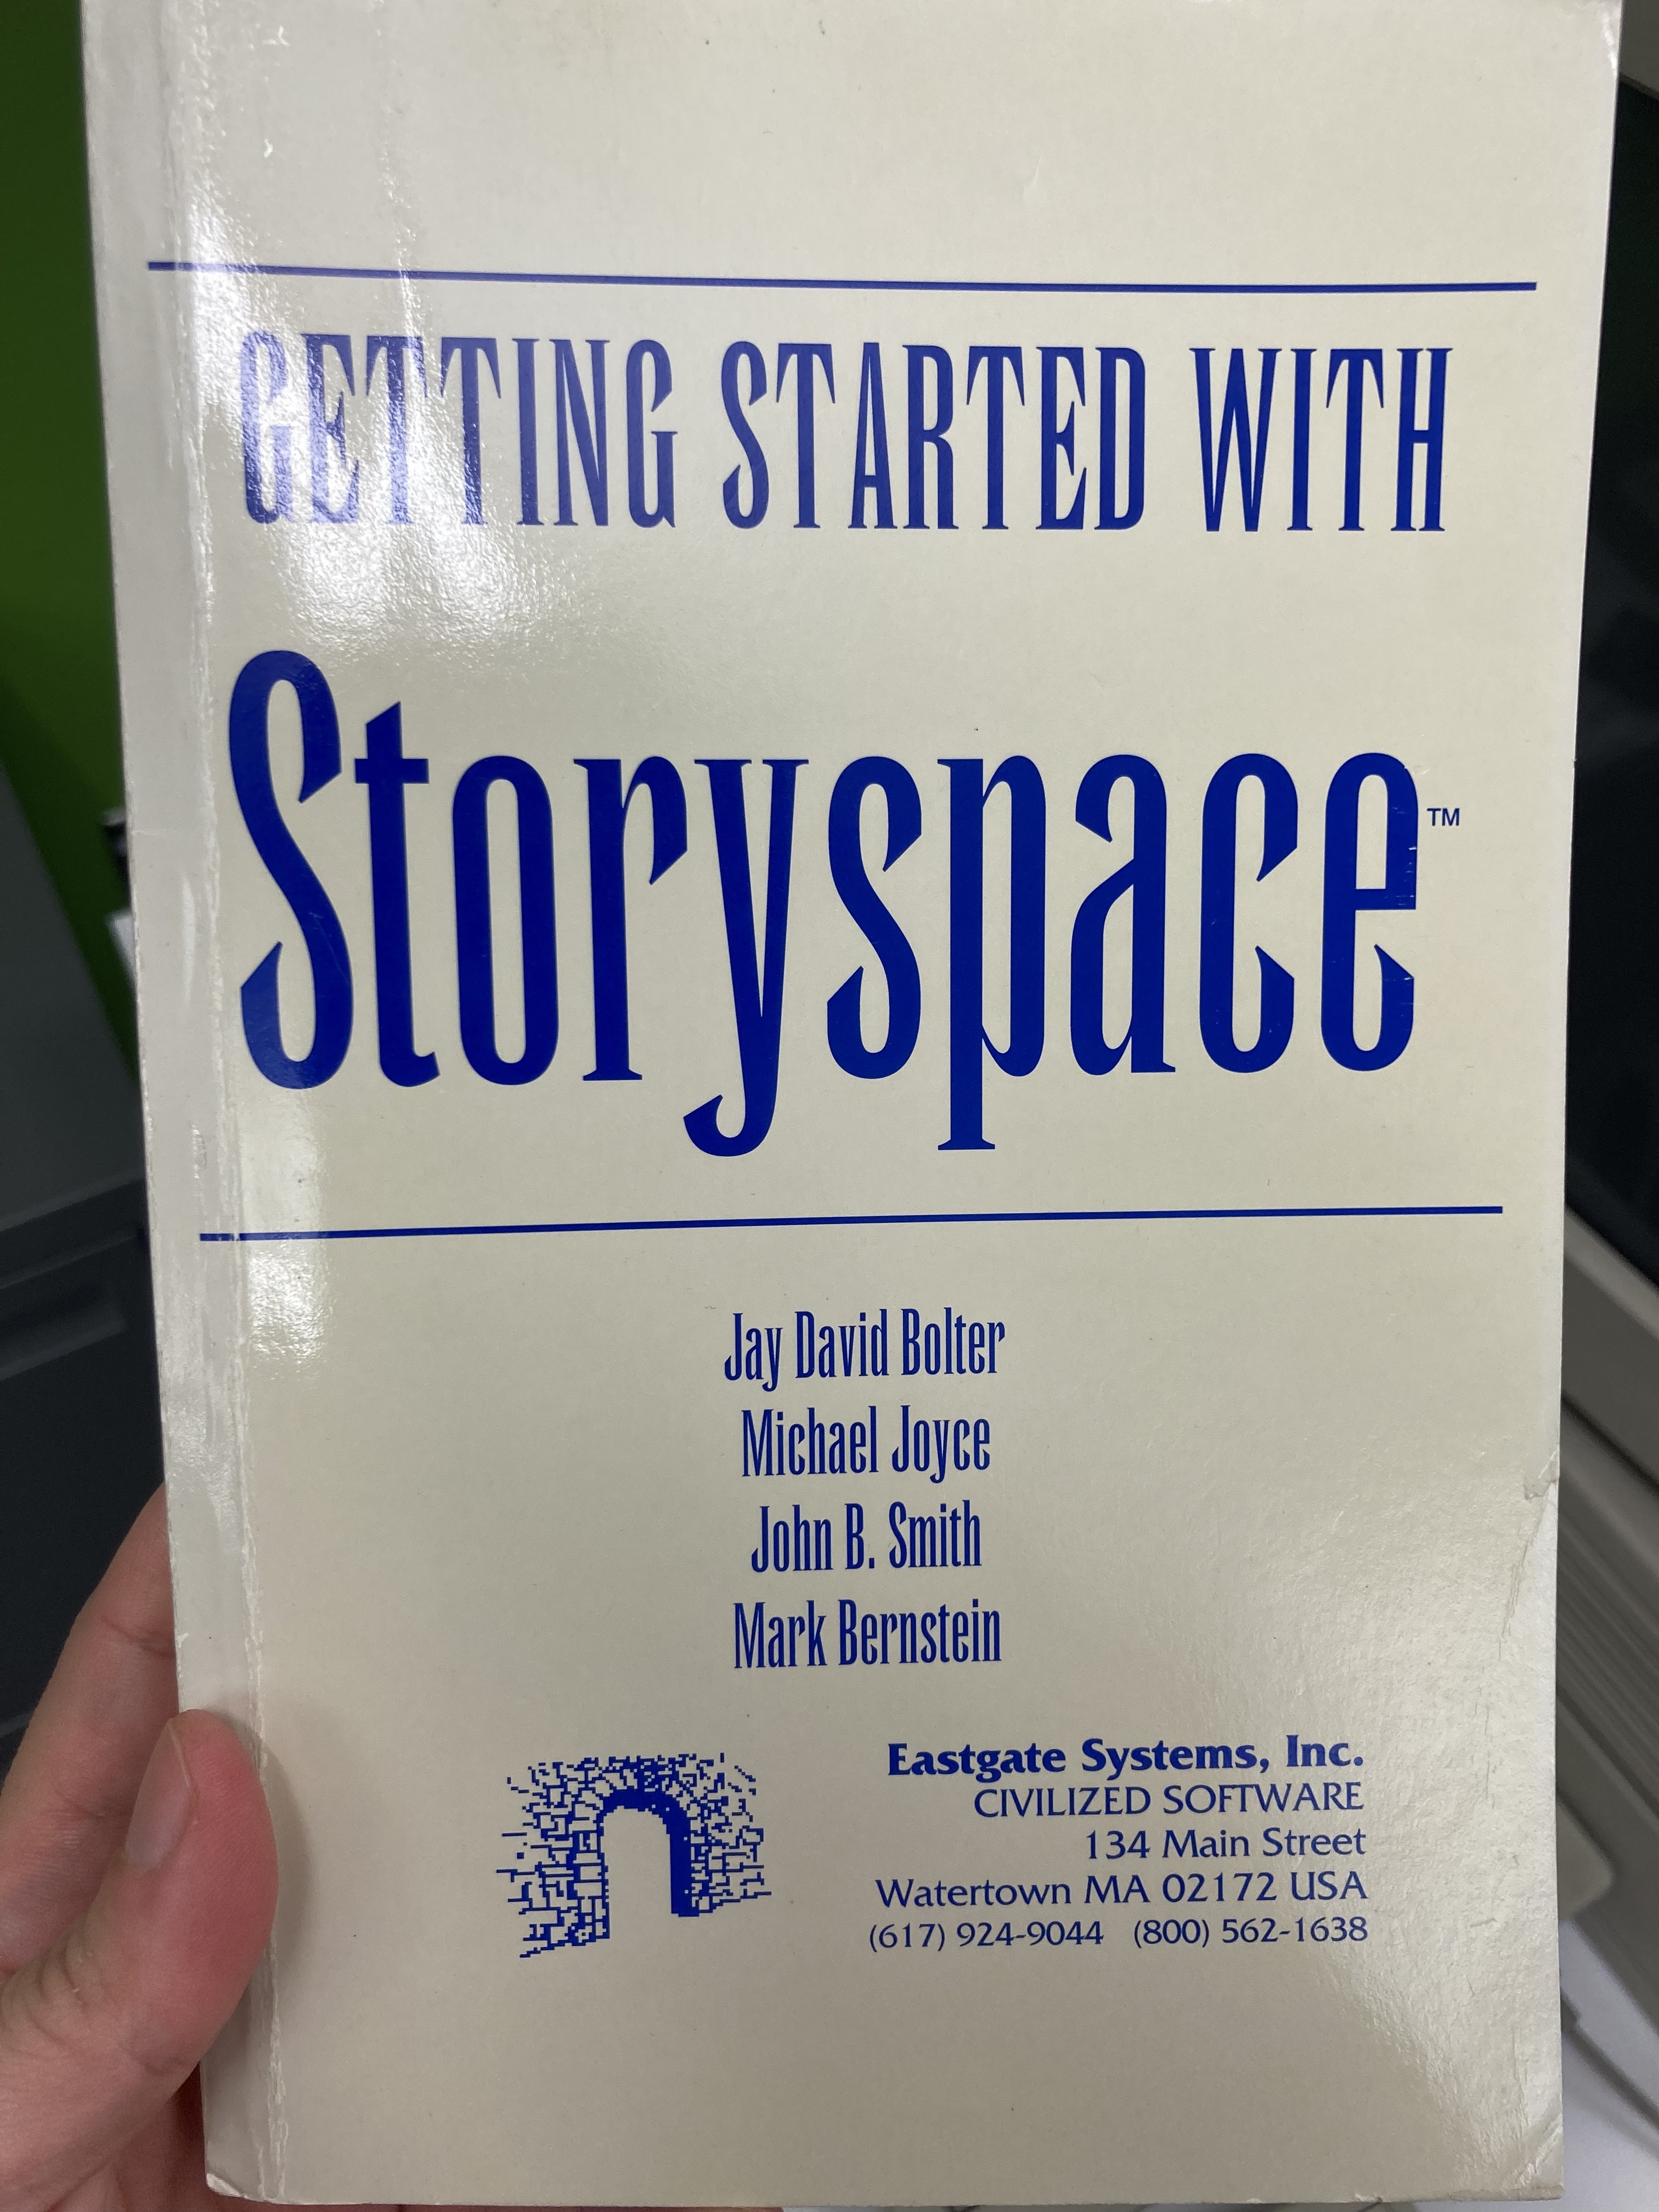 GETTING STARTED WITH
Storyspace™
Jay David Bolter
Michael Joyce
John B. Smith
Mark Bernstein
Eastgate Systems, Inc.
CIVILIZED SOFTWARE
134 Main Street
Watertown MA 02172 USA
(617) 924-9044 (800) 562-1638